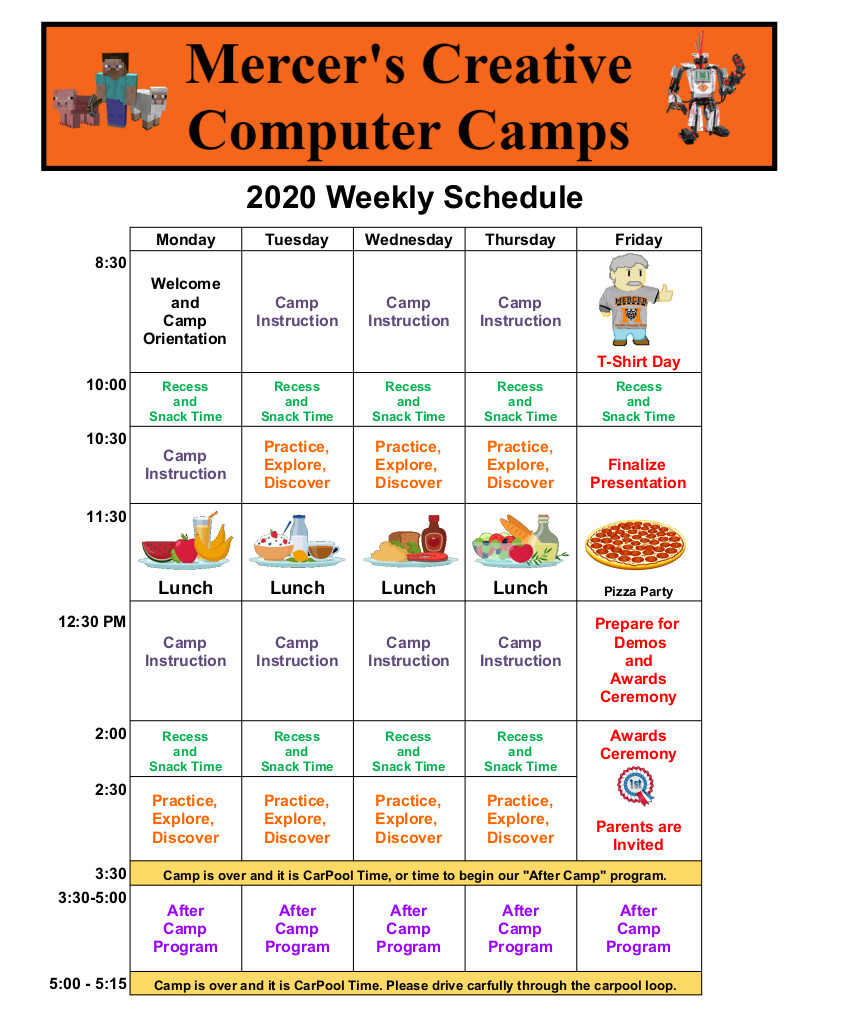 Mercer's Creative
Computer Camps
2020 Weekly Schedule
Monday Tuesday Wednesday Thursday Friday
8:30
Welcome
and
Camp
Orientation
Camp
Instruction
Camp
Instruction
Camp
Instruction
MERCER
T-Shirt Day
10:00
Recess
and
Snack Time
Recess
and
Snack Time
Recess
and
Snack Time
Recess
and
Snack Time
Recess
and
Snack Time
10:30
Camp
Instruction
Practice,
Explore,
Discover
Practice,
Explore,
Discover
Practice,
Explore,
Discover
Finalize
Presentation
11:30
Lunch
Lunch
Lunch
Lunch
Pizza Party
12:30 PM
Camp
Instruction
Camp
Instruction
Camp
Instruction
Camp
Instruction
Prepare for
Demos
and
Awards
Ceremony
2:00
Recess
and
Snack Time
Recess
and
Snack Time
Recess
and
Snack Time
Recess
and
Snack Time
Awards
Ceremony
1st
Parents are
Invited
2:30
Practice,
Explore,
Discover
Practice,
Explore,
Discover
Practice,
Explore,
Discover
Practice,
Explore,
Discover
3:30
Camp is over and it is CarPool Time, or time to begin our "After Camp" program.
3:30-5:00
After
Camp
Program
After
Camp
Program
After
Camp
Program
After
Camp
Program
After
Camp
Program
5:00 - 5:15
Camp is over and it is CarPool Time. Please drive carfully through the carpool loop.